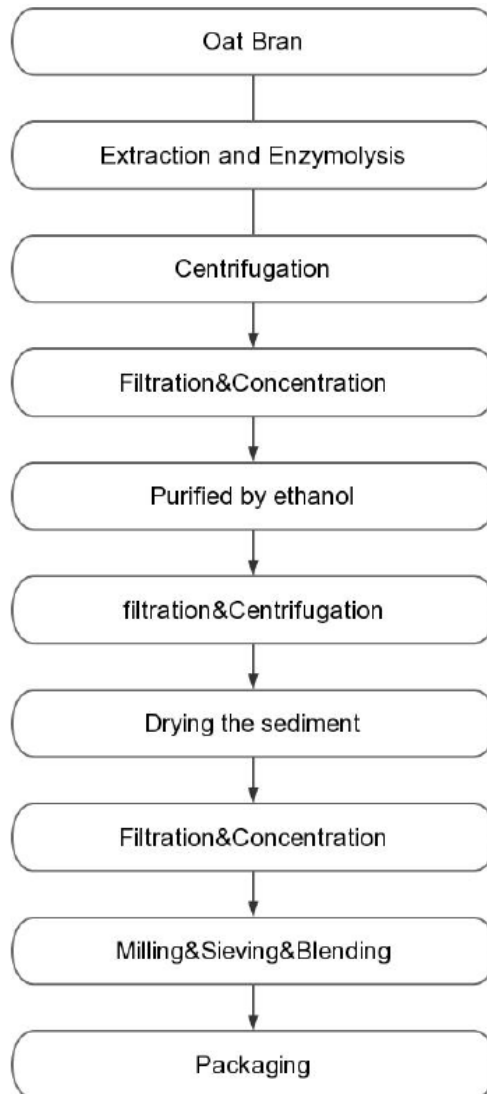 Oat Bran
Extraction and Enzymolysis
Centrifugation
Filtration&Concentration
Purified by ethanol
filtration&Centrifugation
Drying the sediment
Filtration&Concentration
Milling&Sieving&Blending
Packaging